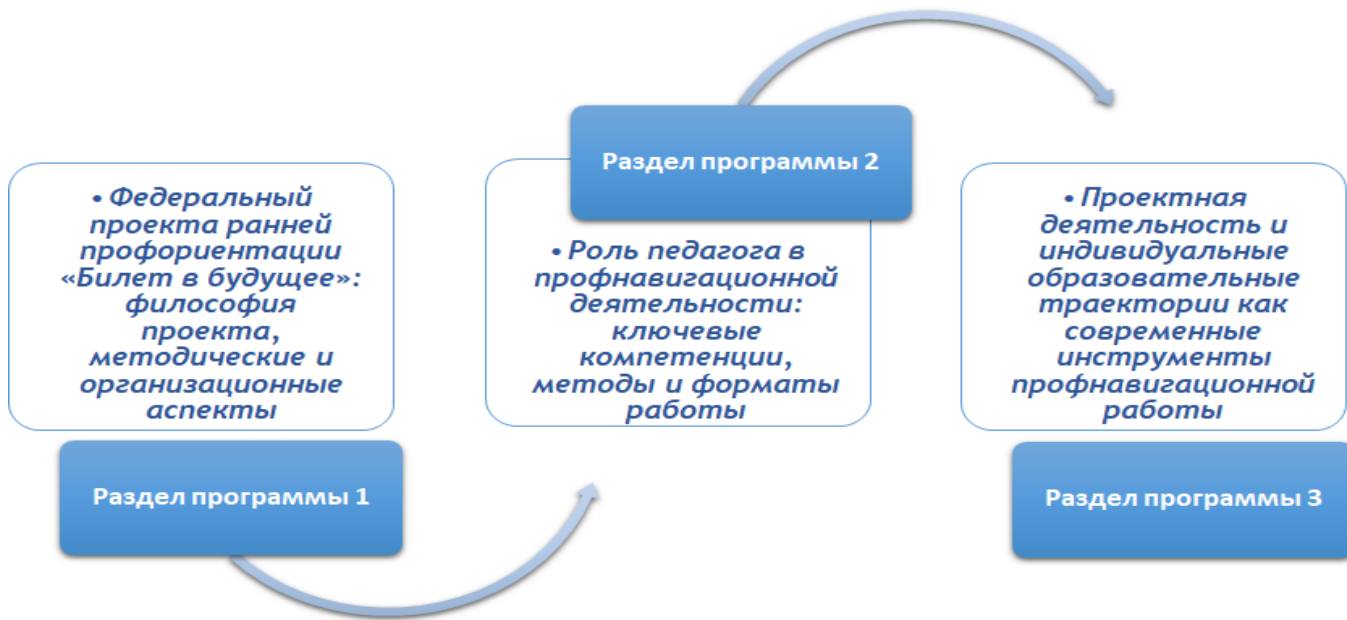 • Федеральный
проекта ранней
профориентации
«Билет в будущее»:
философия
проекта,
методические и
организационные
аспекты
Раздел программы 1
Раздел программы 2
• Роль педагога в
профнавигационной
деятельности:
ключевые
компетенции,
методы и форматы
работы
• Проектная
деятельность и
индивидуальные
образовательные
траектории как
современные
инструменты
профнавигационной
работы
Раздел программы 3